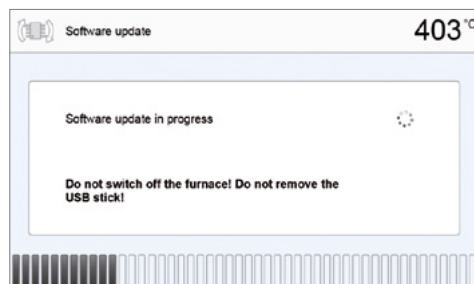 Software update
403 °C
Software update in progress
Do not switch off the furnace! Do not remove the
USB stick!